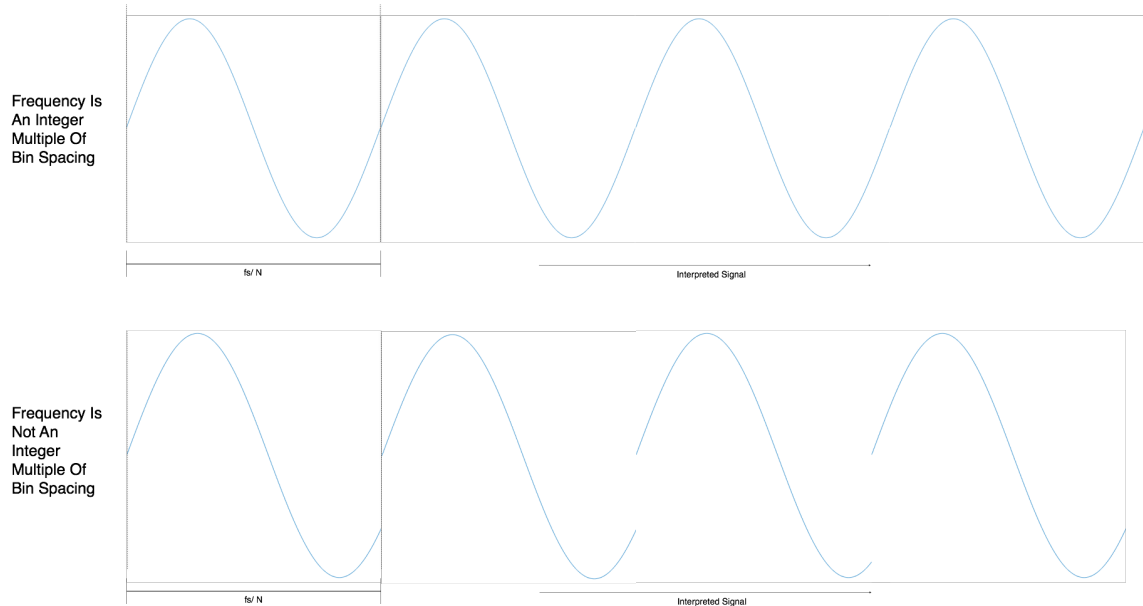 Frequency Is
An Integer
Multiple Of
Bin Spacing
fs/ N
Interpreted Signal
Frequency Is
Not An
Integer
Multiple Of
Bin Spacing
fs/ N
Interpreted Signal